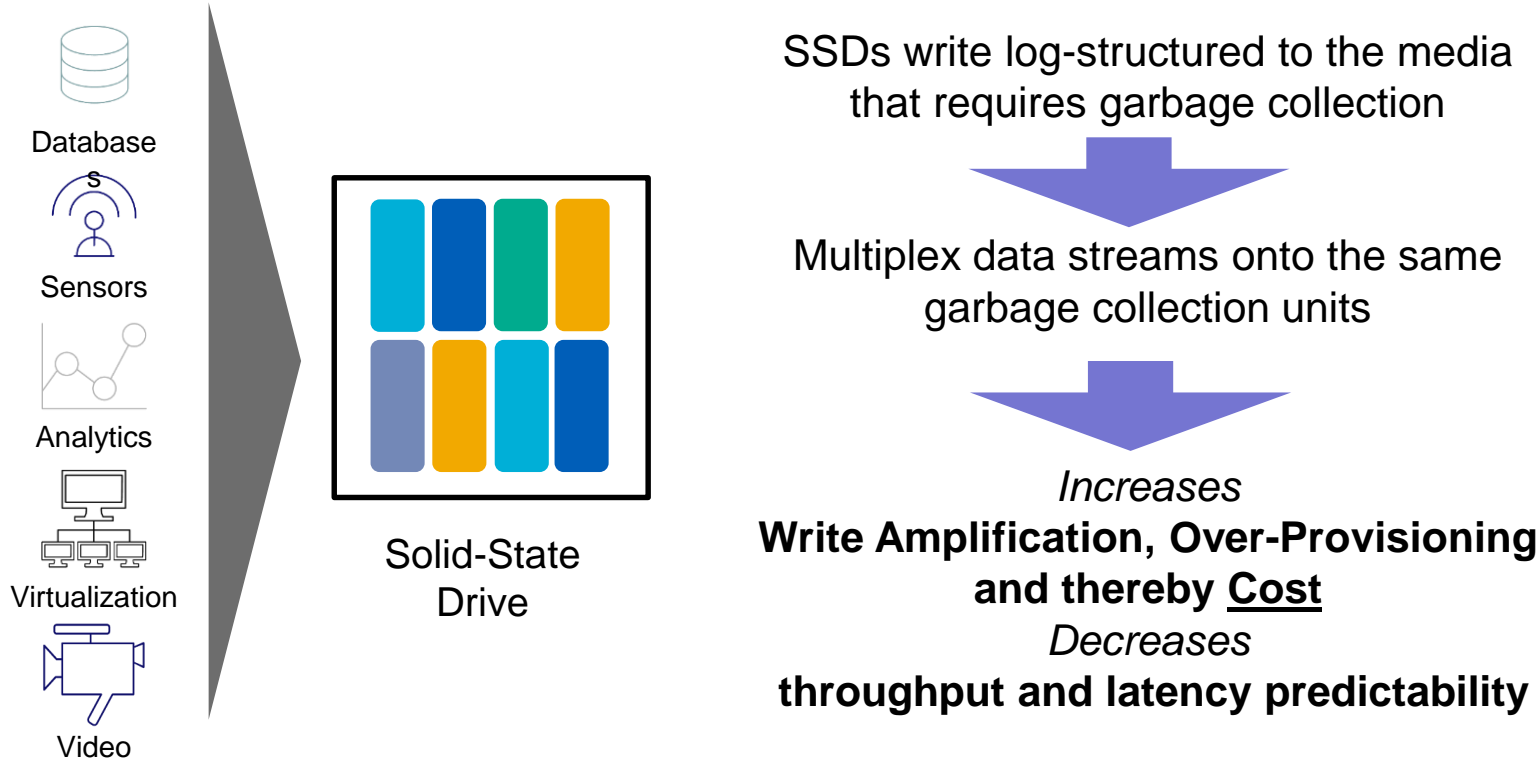 Database
s
Sensors
Analytics
Virtualization
Video
Solid-State
Drive
SSDs write log-structured to the media
that requires garbage collection
Multiplex data streams onto the same
garbage collection units
Increases
Write Amplification, Over-Provisioning
and thereby Cost
Decreases
throughput and latency predictability